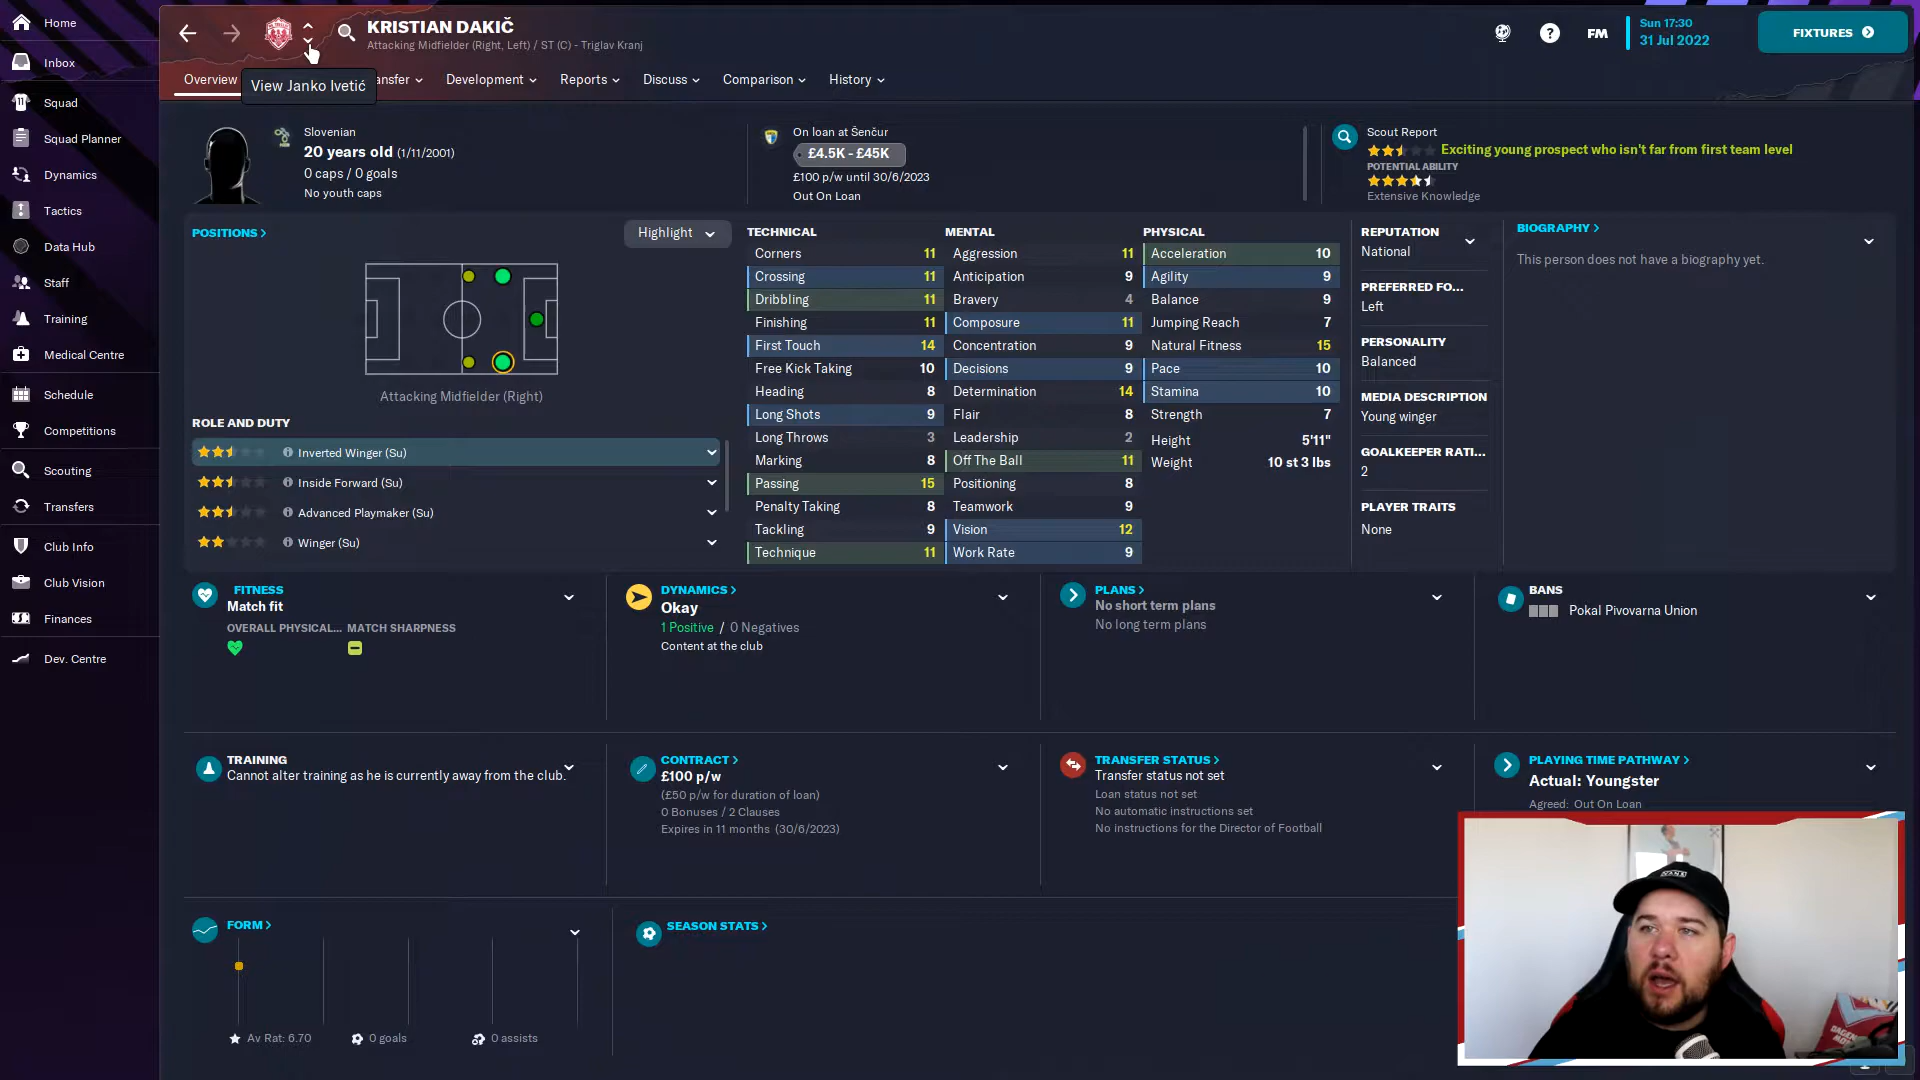 KRISTIAN DAKIČ
Attacking Midfielder (Right, Left) / ST (C) - Triglav Kranj
Sun 17:30
31 Jul 2022
FM
FIXTURES
Home
Inbox
Squad
Squad Planner
Dynamics
Tactics
Data Hub
Staff
Training
Medical Centre
Schedule
Competitions
Scouting
Transfers
Club Info
Club Vision
Finances
Dev. Centre
Overview
View Janko Ivetić
ansfer
Development
Reports
Discuss
Comparison
History
Slovenian
20 years old (1/11/2001)
0 caps / 0 goals
No youth caps
On loan at Šenčur
£4.5K - £45K
£100 p/w until 30/6/2023
Out On Loan
Scout Report
Exciting young prospect who isn't far from first team level
POTENTIAL ABILITY
Extensive Knowledge
POSITIONS >
Highlight
Attacking Midfielder (Right)
ROLE AND DUTY
Inverted Winger (Su)
Inside Forward (Su)
Advanced Playmaker (Su)
Winger (Su)
TECHNICAL
Corners 11
Crossing 11
Dribbling 11
Finishing 11
First Touch 14
Free Kick Taking 10
Heading 8
Long Shots 9
Long Throws 3
Marking 8
Passing 15
Penalty Taking 8
Tackling 9
Technique 11
MENTAL
Aggression 11
Anticipation 9
Bravery 4
Composure 11
Concentration 9
Decisions 9
Determination 14
Flair 8
Leadership 2
Off The Ball 11
Positioning 8
Teamwork 9
Vision 12
Work Rate 9
PHYSICAL
Acceleration 10
Agility 9
Balance 9
Jumping Reach 7
Natural Fitness 15
Pace 10
Stamina 10
Strength 7
Height 5'11"
Weight 10 st 3 lbs
REPUTATION
National
PREFERRED FO...
Left
PERSONALITY
Balanced
MEDIA DESCRIPTION
Young winger
GOALKEEPER RATI...
2
PLAYER TRAITS
None
BIOGRAPHY >
This person does not have a biography yet.
FITNESS
Match fit
OVERALL PHYSICAL... MATCH SHARPNESS
DYNAMICS >
Okay
1 Positive / 0 Negatives
Content at the club
PLANS >
No short term plans
No long term plans
BANS
Pokal Pivovarna Union
TRAINING
Cannot alter training as he is currently away from the club.
CONTRACT >
£100 p/w
(£50 p/w for duration of loan)
0 Bonuses / 2 Clauses
Expires in 11 months (30/6/2023)
TRANSFER STATUS >
Transfer status not set
Loan status not set
No automatic instructions set
No instructions for the Director of Football
PLAYING TIME PATHWAY >
Actual: Youngster
Agreed: Out On Loan
FORM >
Av Rat: 6.70
0 goals
0 assists
SEASON STATS >
VANS